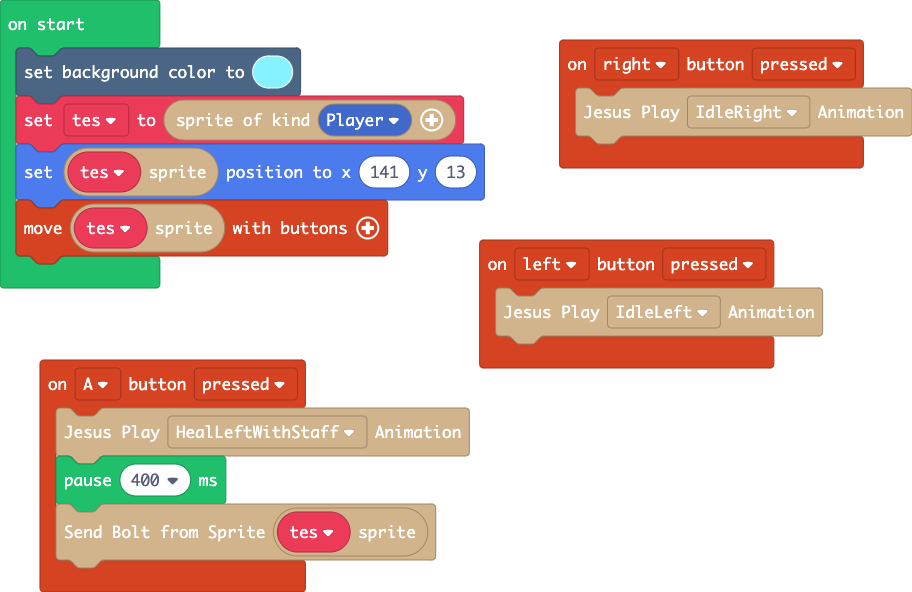 on start
set background color to
set tes to sprite of kind Player
set tes sprite position to x 141 y 13
move tes sprite with buttons
on right button pressed
Jesus Play IdleRight Animation
on left button pressed
Jesus Play IdleLeft Animation
on A button pressed
Jesus Play HealLeftWithStaff Animation
pause 400 ms
Send Bolt from Sprite tes sprite